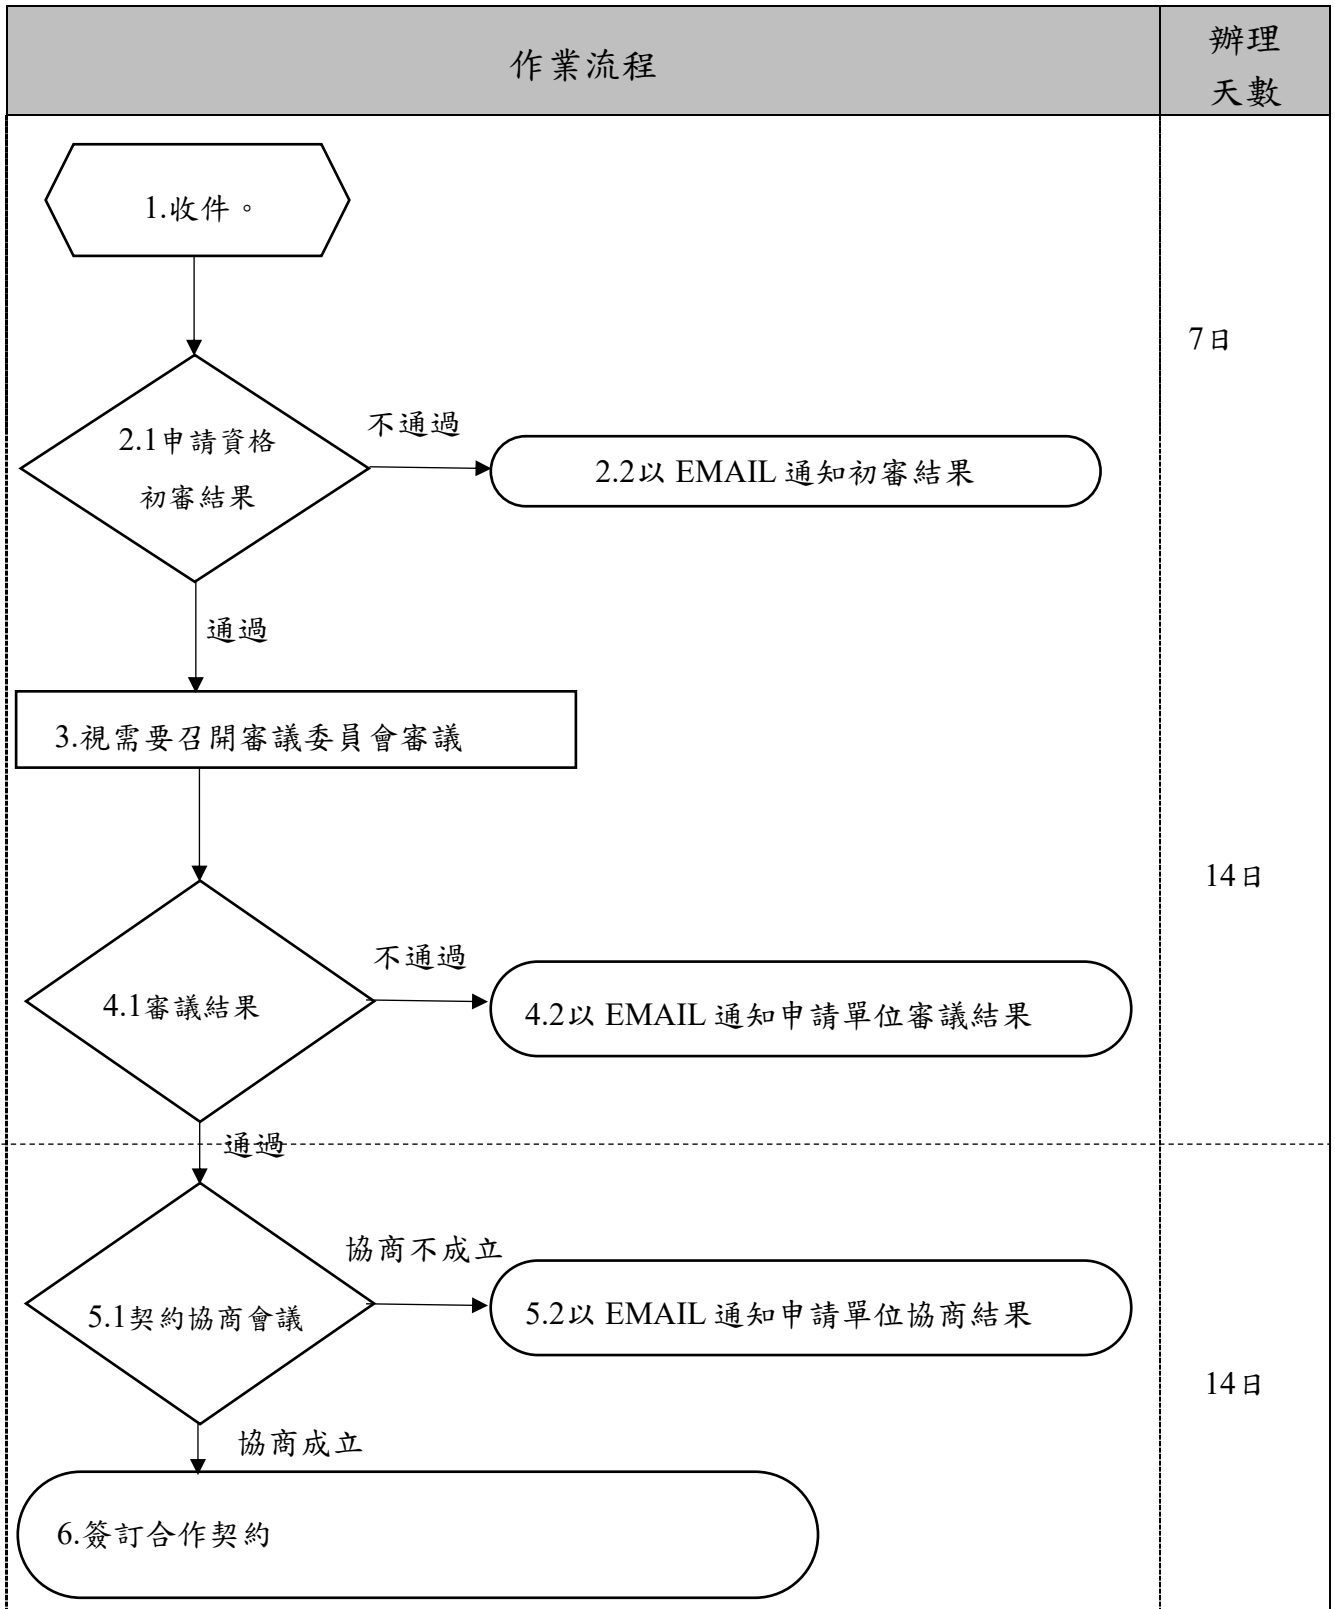 作業流程
辦理
天數
1.收件。
7日
2.1申請資格
初審結果
不通過
2.2以 EMAIL 通知初審結果
通過
3.視需要召開審議委員會審議
14日
4.1審議結果
不通過
4.2以 EMAIL 通知申請單位審議結果
通過
5.1契約協商會議
協商不成立
5.2以 EMAIL 通知申請單位協商結果
14日
協商成立
6.簽訂合作契約